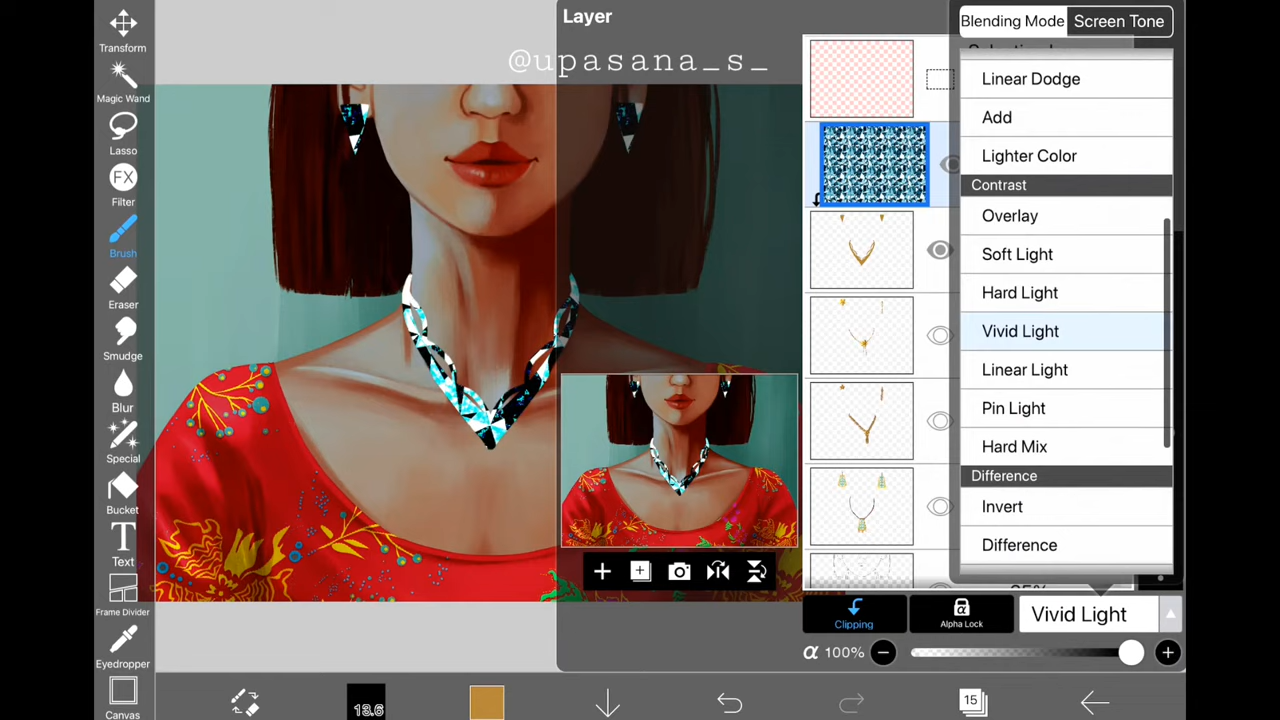 Layer
Blending Mode
Screen Tone
@upasana_s_
Transform
Magic Wand
Lasso
FX
Filter
Brush
Eraser
Smudge
Blur
Special
Bucket
T
Text
Frame Divider
Eyedropper
Canvas
Linear Dodge
Add
Lighter Color
Contrast
Overlay
Soft Light
Hard Light
Vivid Light
Linear Light
Pin Light
Hard Mix
Difference
Invert
Difference
Clipping
α
Alpha Lock
Vivid Light
α 100%
13.6
15